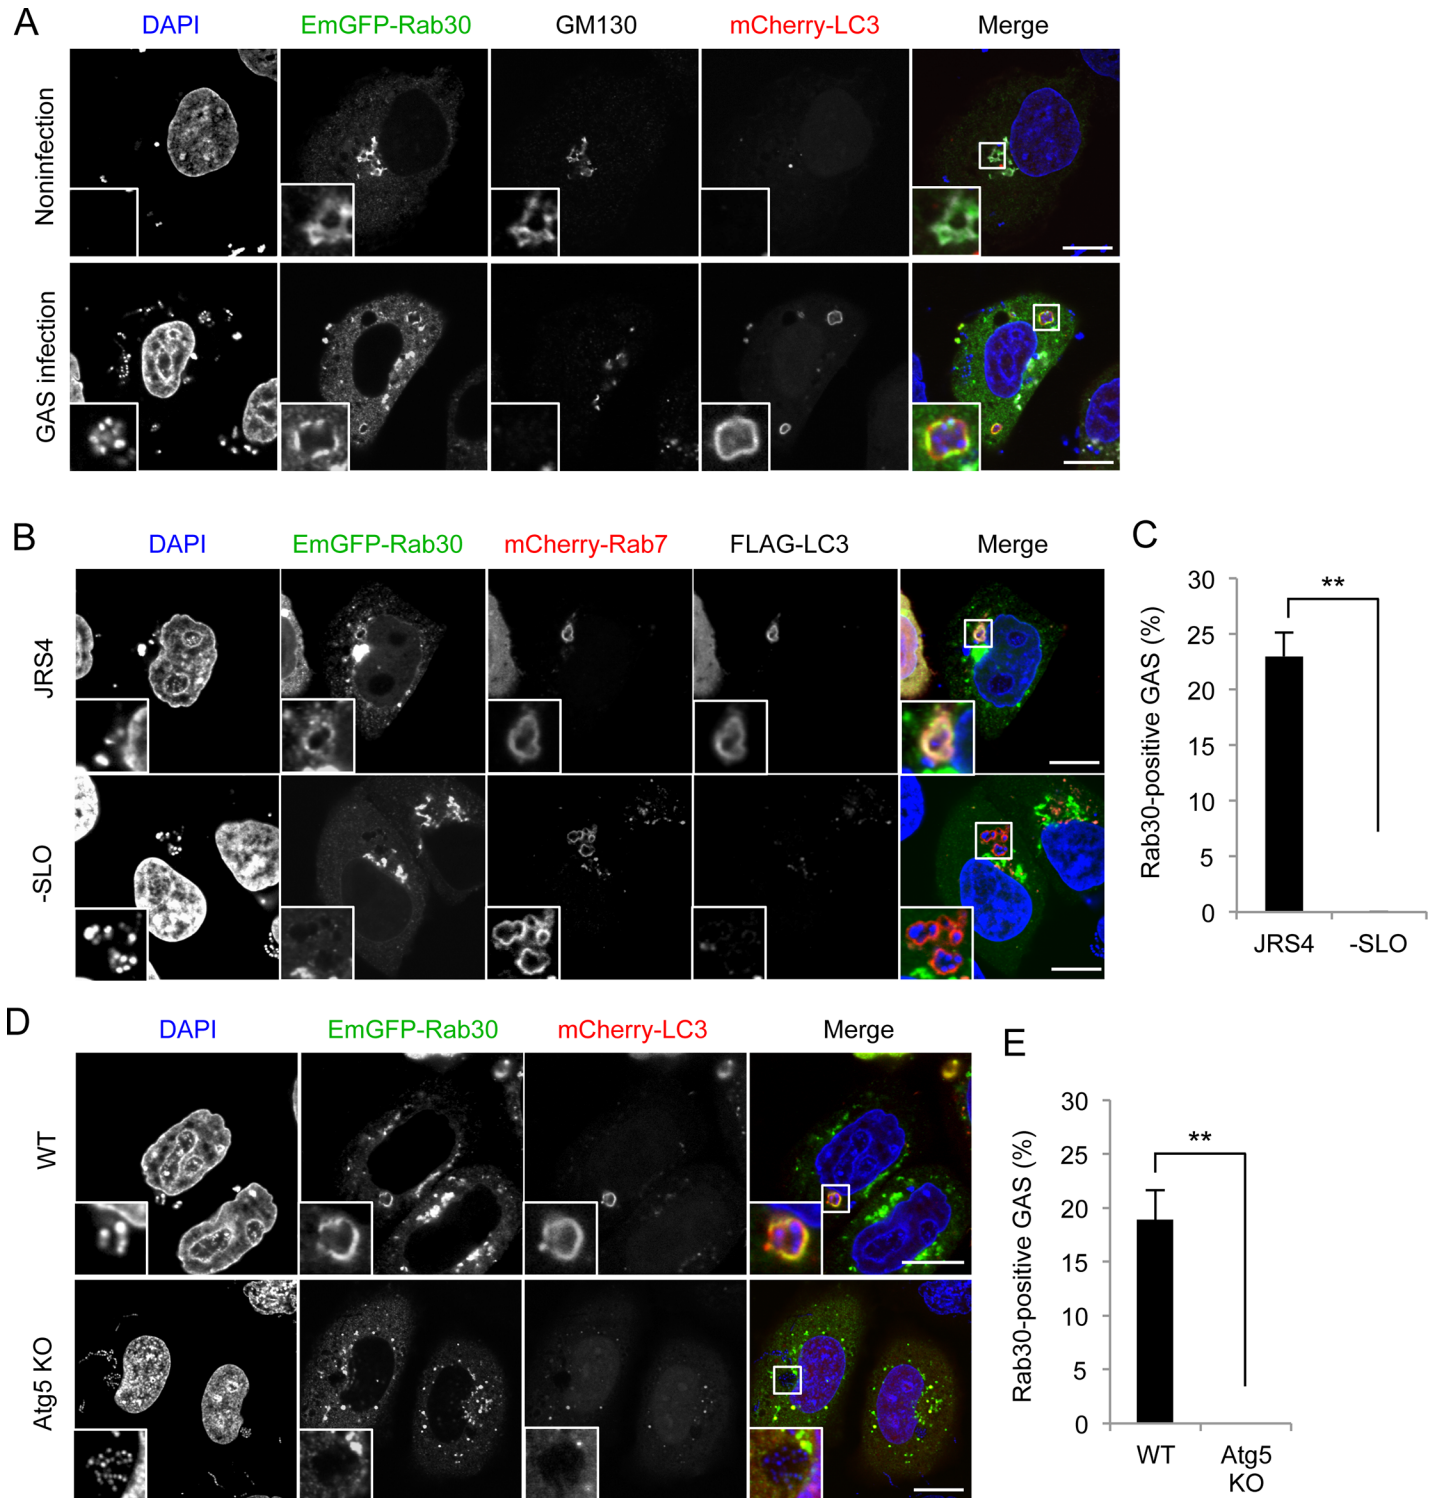 A
DAPI EmGFP-Rab30 GM130 mCherry-LC3 Merge
Noninfection
GAS infection
B
DAPI EmGFP-Rab30 mCherry-Rab7 FLAG-LC3 Merge
JRS4
-SLO
C
Rab30-positive GAS (%)
30
25
20
15
10
5
0
**
JRS4 -SLO
D
DAPI EmGFP-Rab30 mCherry-LC3 Merge
WT
Atg5 KO
E
Rab30-positive GAS (%)
30
25
20
15
10
5
0
**
WT Atg5
KO